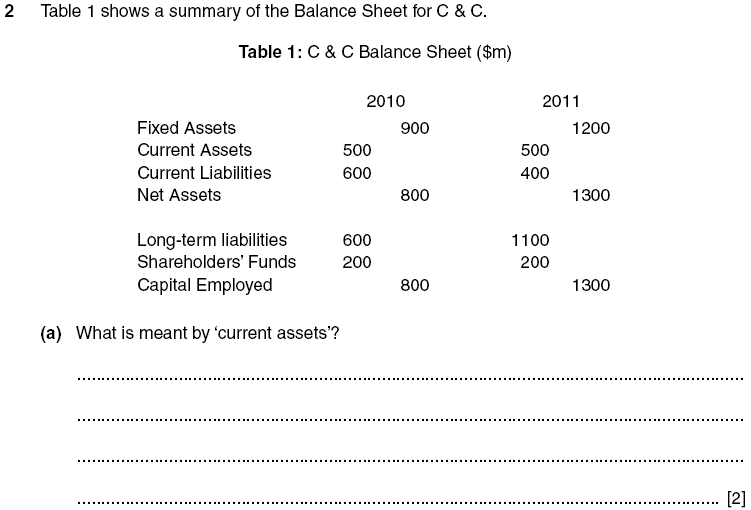 2 Table 1 shows a summary of the Balance Sheet for C & C.
Table 1: C & C Balance Sheet ($m)
2010 2011
Fixed Assets 900 1200
Current Assets 500 500
Current Liabilities 600 400
Net Assets 800 1300
Long-term liabilities 600 1100
Shareholders' Funds 200 200
Capital Employed 800 1300
(a) What is meant by 'current assets'?
[2]